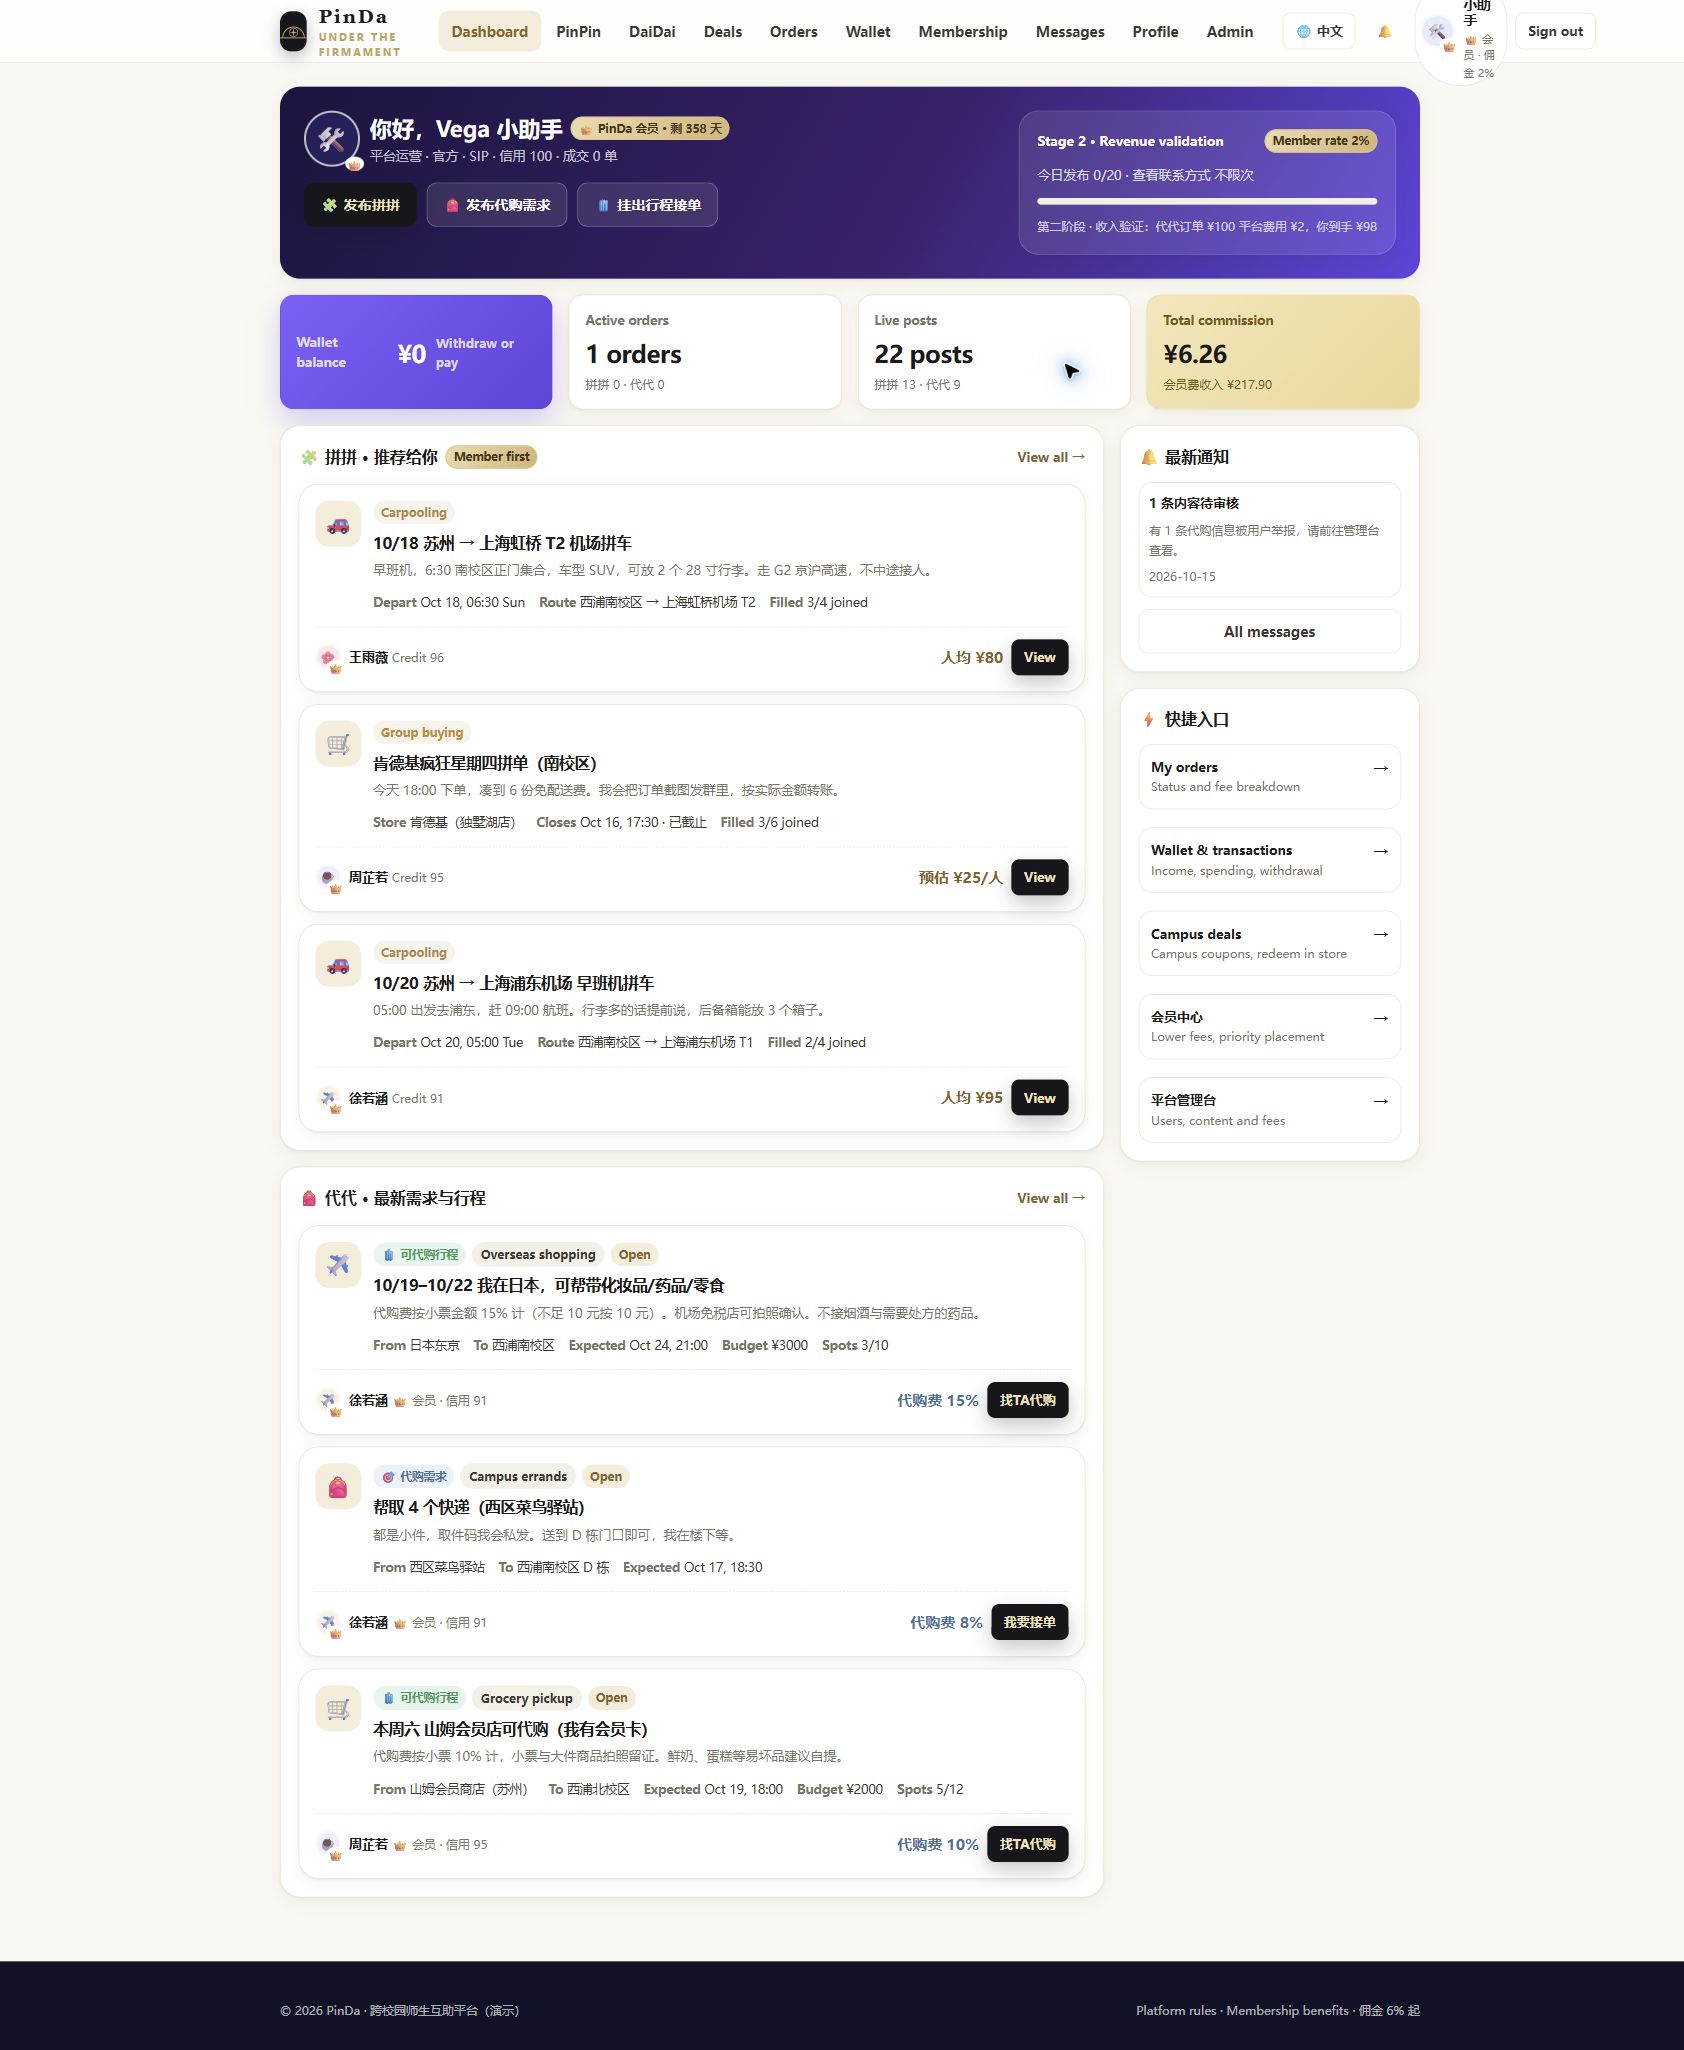 PinDa
UNDER THE
FIRMAMENT
Dashboard
PinPin
DaiDai
Deals
Orders
Wallet
Membership
Messages
Profile
Admin
中文
小助
手
会
员 · 佣
金 2%
Sign out
你好，Vega 小助手
PinDa 会员 • 剩 358 天
平台运营 · 官方 · SIP · 信用 100 · 成交 0 单
发布拼拼
发布代购需求
挂出行程接单
Stage 2 • Revenue validation
Member rate 2%
今日发布 0/20 · 查看联系方式 不限次
第二阶段 · 收入验证：代代订单 ¥100 平台费用 ¥2，你到手 ¥98
Wallet
balance
¥0
Withdraw or
pay
Active orders
1 orders
拼拼 0 · 代代 0
Live posts
22 posts
拼拼 13 · 代代 9
Total commission
¥6.26
会员费收入 ¥217.90
拼拼 • 推荐给你
Member first
View all →
Carpooling
10/18 苏州 → 上海虹桥 T2 机场拼车
早班机，6:30 南校区正门集合，车型 SUV，可放 2 个 28 寸行李。走 G2 京沪高速，不中途接人。
Depart Oct 18, 06:30 Sun Route 西浦南校区 → 上海虹桥机场 T2 Filled 3/4 joined
王雨薇 Credit 96
人均 ¥80
View
Group buying
肯德基疯狂星期四拼单（南校区）
今天 18:00 下单，凑到 6 份免配送费。我会把订单截图发群里，按实际金额转账。
Store 肯德基（独墅湖店） Closes Oct 16, 17:30 · 已截止 Filled 3/6 joined
周芷若 Credit 95
预估 ¥25/人
View
Carpooling
10/20 苏州 → 上海浦东机场 早班机拼车
05:00 出发去浦东，赶 09:00 航班。行李多的话提前说，后备箱能放 3 个箱子。
Depart Oct 20, 05:00 Tue Route 西浦南校区 → 上海浦东机场 T1 Filled 2/4 joined
徐若涵 Credit 91
人均 ¥95
View
最新通知
1 条内容待审核
有 1 条代购信息被用户举报，请前往管理台
查看。
2026-10-15
All messages
快捷入口
My orders →
Status and fee breakdown
Wallet & transactions →
Income, spending, withdrawal
Campus deals →
Campus coupons, redeem in store
会员中心 →
Lower fees, priority placement
平台管理台 →
Users, content and fees
代代 • 最新需求与行程
View all →
可代购行程
Overseas shopping
Open
10/19–10/22 我在日本，可帮带化妆品/药品/零食
代购费按小票金额 15% 计（不足 10 元按 10 元）。机场免税店可拍照确认。不接烟酒与需要处方的药品。
From 日本东京 To 西浦南校区 Expected Oct 24, 21:00 Budget ¥3000 Spots 3/10
徐若涵 会员 · 信用 91
代购费 15%
找TA代购
代购需求
Campus errands
Open
帮取 4 个快递（西区菜鸟驿站）
都是小件，取件码我会私发。送到 D 栋门口即可，我在楼下等。
From 西区菜鸟驿站 To 西浦南校区 D 栋 Expected Oct 17, 18:30
徐若涵 会员 · 信用 91
代购费 8%
我要接单
可代购行程
Grocery pickup
Open
本周六 山姆会员店可代购（我有会员卡）
代购费按小票 10% 计，小票与大件商品拍照留证。鲜奶、蛋糕等易坏品建议自提。
From 山姆会员商店（苏州） To 西浦北校区 Expected Oct 19, 18:00 Budget ¥2000 Spots 5/12
周芷若 会员 · 信用 95
代购费 10%
找TA代购
© 2026 PinDa · 跨校园师生互助平台（演示）
Platform rules · Membership benefits · 佣金 6% 起